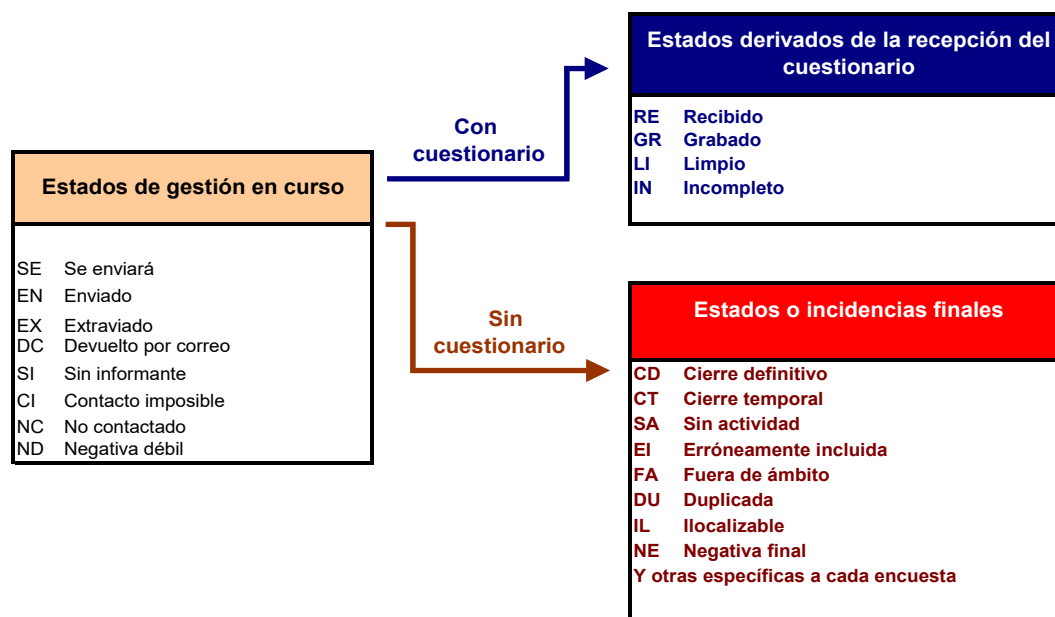 Estados de gestión en curso
SE Se enviará
EN Enviado
EX Extraviado
DC Devuelto por correo
SI Sin informante
CI Contacto imposible
NC No contactado
ND Negativa débil
Con
cuestionario
Sin
cuestionario
Estados derivados de la recepción del
cuestionario
RE Recibido
GR Grabado
LI Limpio
IN Incompleto
Estados o incidencias finales
CD Cierre definitivo
CT Cierre temporal
SA Sin actividad
EI Erróneamente incluida
FA Fuera de ámbito
DU Duplicada
IL Ilocalizable
NE Negativa final
Y otras específicas a cada encuesta